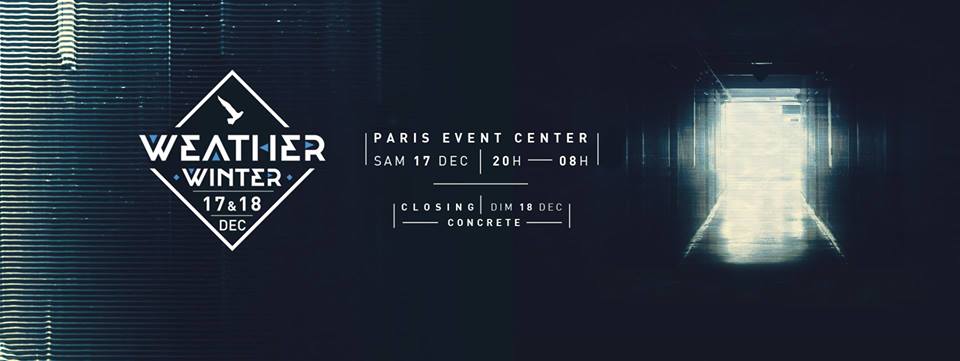 WEATHER
WINTER
17 & 18
DEC
PARIS EVENT CENTER
SAM 17 DEC 20H — 08H
CLOSING DIM 18 DEC
CONCRETE